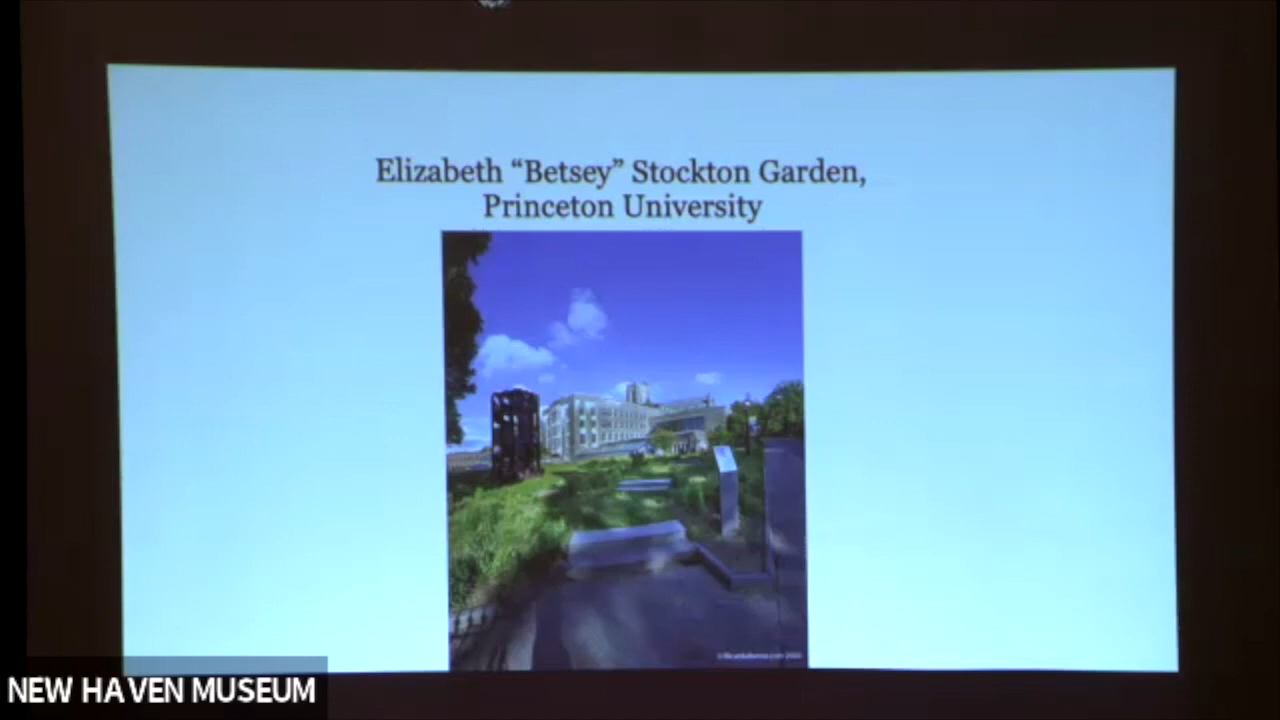 Elizabeth “Betsey” Stockton Garden,
Princeton University
NEW HAVEN MUSEUM